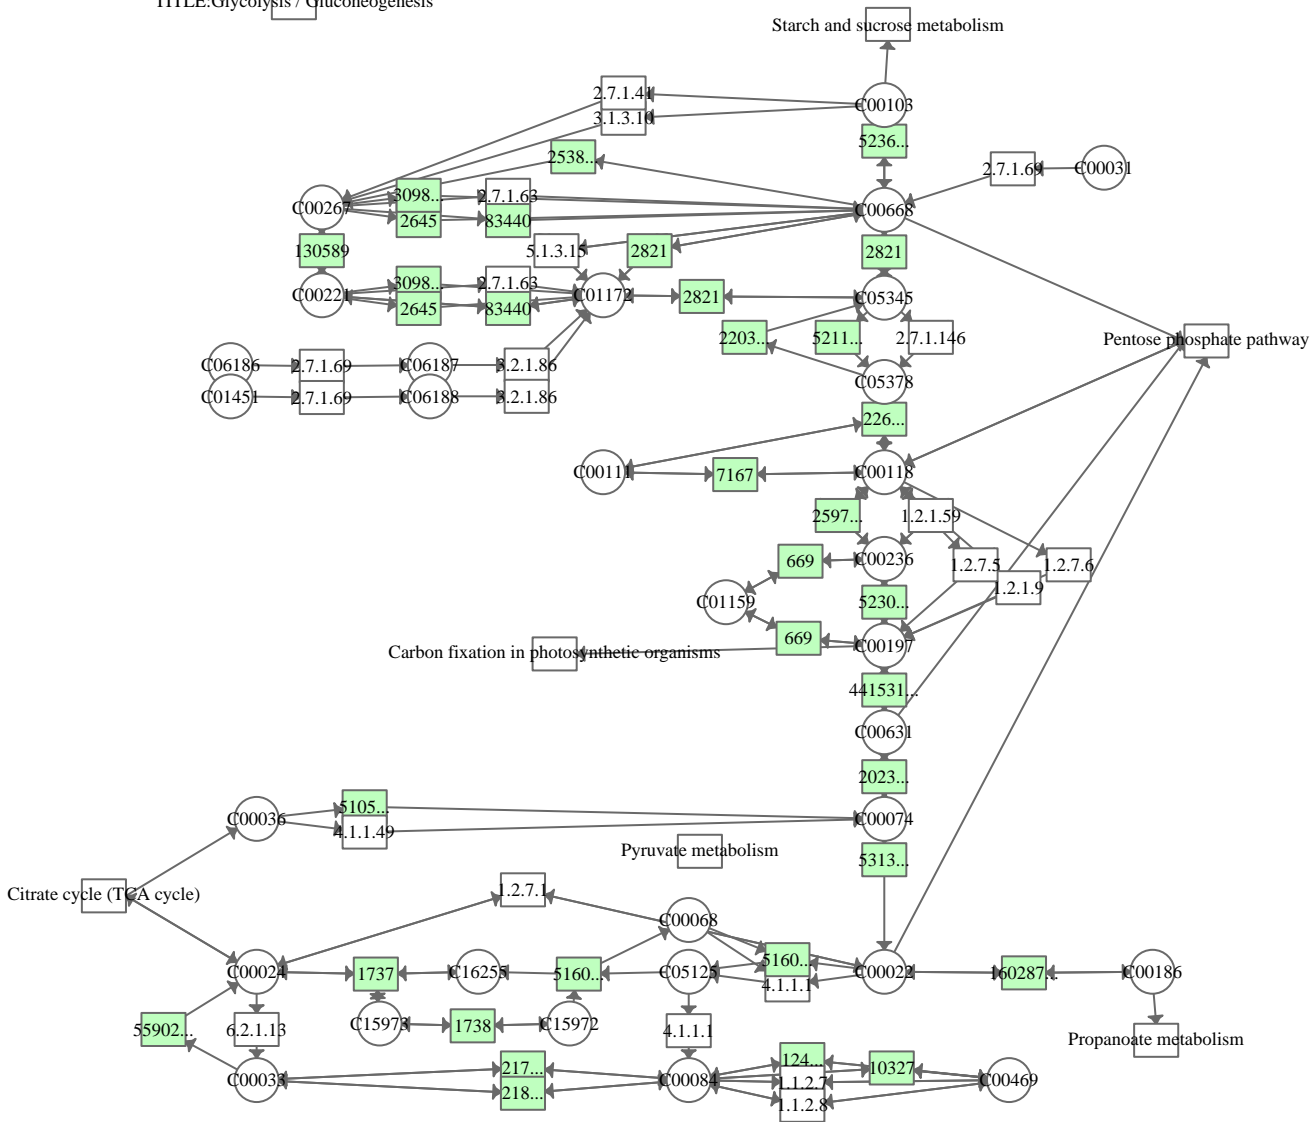 TITLE:Glycolysis / Gluconeogenesis
Starch and sucrose metabolism
2.7.1.41
C00103
3.1.3.10
5236...
2538...
2.7.1.69
C00031
3098...
2.7.1.63
C00267
C00668
2645
83440
130589
5.1.3.15
2821
2821
3098...
2.7.1.63
C00221
C01172
2821
C05345
2645
83440
2203...
5211...
2.7.1.146
Pentose phosphate pathway
C06186
2.7.1.69
C06187
3.2.1.86
C05378
C01451
2.7.1.69
C06188
3.2.1.86
226...
C00111
7167
C00118
2597...
1.2.1.59
669
C00236
1.2.7.5
1.2.7.6
1.2.1.9
C01159
5230...
669
C00197
Carbon fixation in photosynthetic organisms
441531...
C00631
2023...
5105...
C00036
C00074
4.1.1.49
Pyruvate metabolism
5313...
Citrate cycle (TCA cycle)
1.2.7.1
C00068
5160...
C00024
1737
C16255
5160...
C05125
C00022
160287...
C00186
4.1.1.1
55902...
6.2.1.13
C15973
1738
C15972
4.1.1.1
Propanoate metabolism
217...
124...
10327
C00033
C00084
1.1.2.7
C00469
218...
1.1.2.8